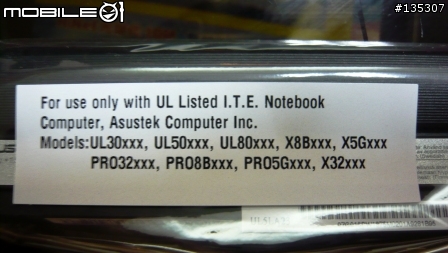 MOBILE01
#135307
For use only with UL Listed I.T.E. Notebook
Computer, Asustek Computer Inc.
Models:UL30xxx, UL50xxx, UL80xxx, X8Bxxx, X5Gxxx
PRO32xxx, PRO8Bxxx, PRO5Gxxx, X32xxx